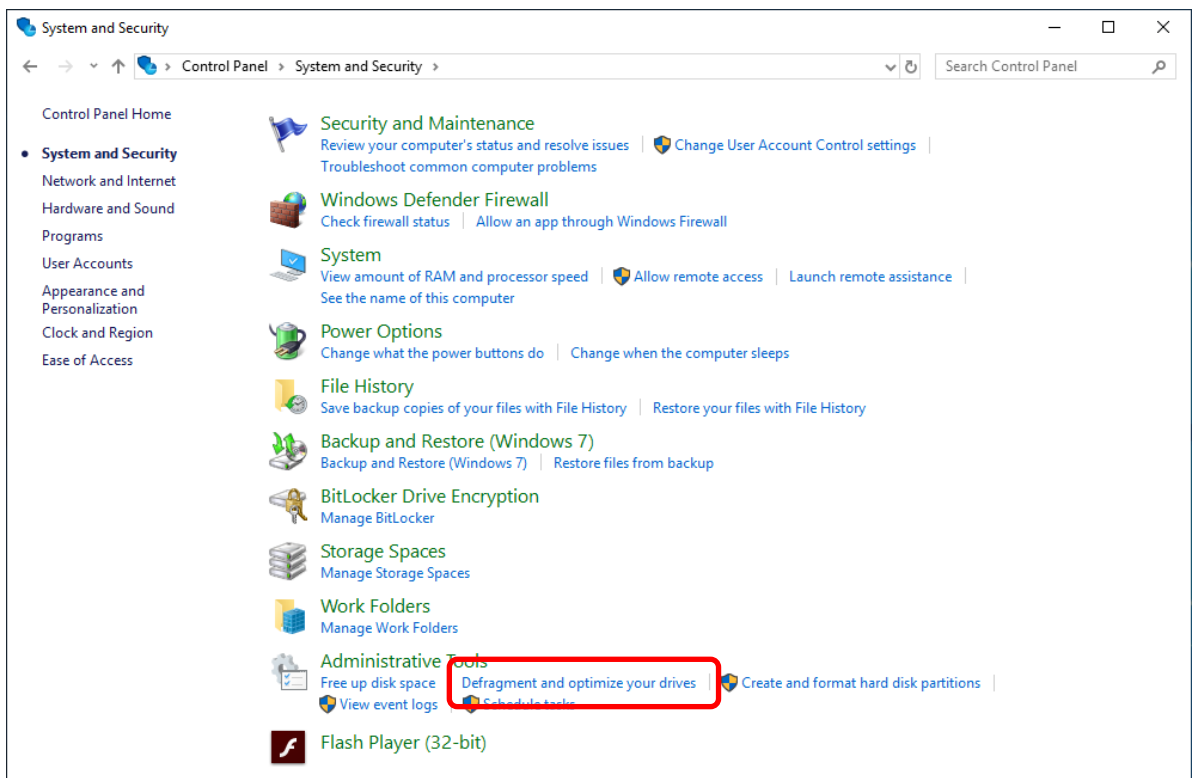 System and Security
Control Panel › System and Security ›
Search Control Panel
Control Panel Home
System and Security
Network and Internet
Hardware and Sound
Programs
User Accounts
Appearance and
Personalization
Clock and Region
Ease of Access
Security and Maintenance
Review your computer's status and resolve issues
Change User Account Control settings
Troubleshoot common computer problems
Windows Defender Firewall
Check firewall status
Allow an app through Windows Firewall
System
View amount of RAM and processor speed
Allow remote access
Launch remote assistance
See the name of this computer
Power Options
Change what the power buttons do
Change when the computer sleeps
File History
Save backup copies of your files with File History
Restore your files with File History
Backup and Restore (Windows 7)
Backup and Restore (Windows 7)
Restore files from backup
BitLocker Drive Encryption
Manage BitLocker
Storage Spaces
Manage Storage Spaces
Work Folders
Manage Work Folders
Administrative Tools
Free up disk space
Defragment and optimize your drives
Create and format hard disk partitions
View event logs
Schedule tasks
Flash Player (32-bit)